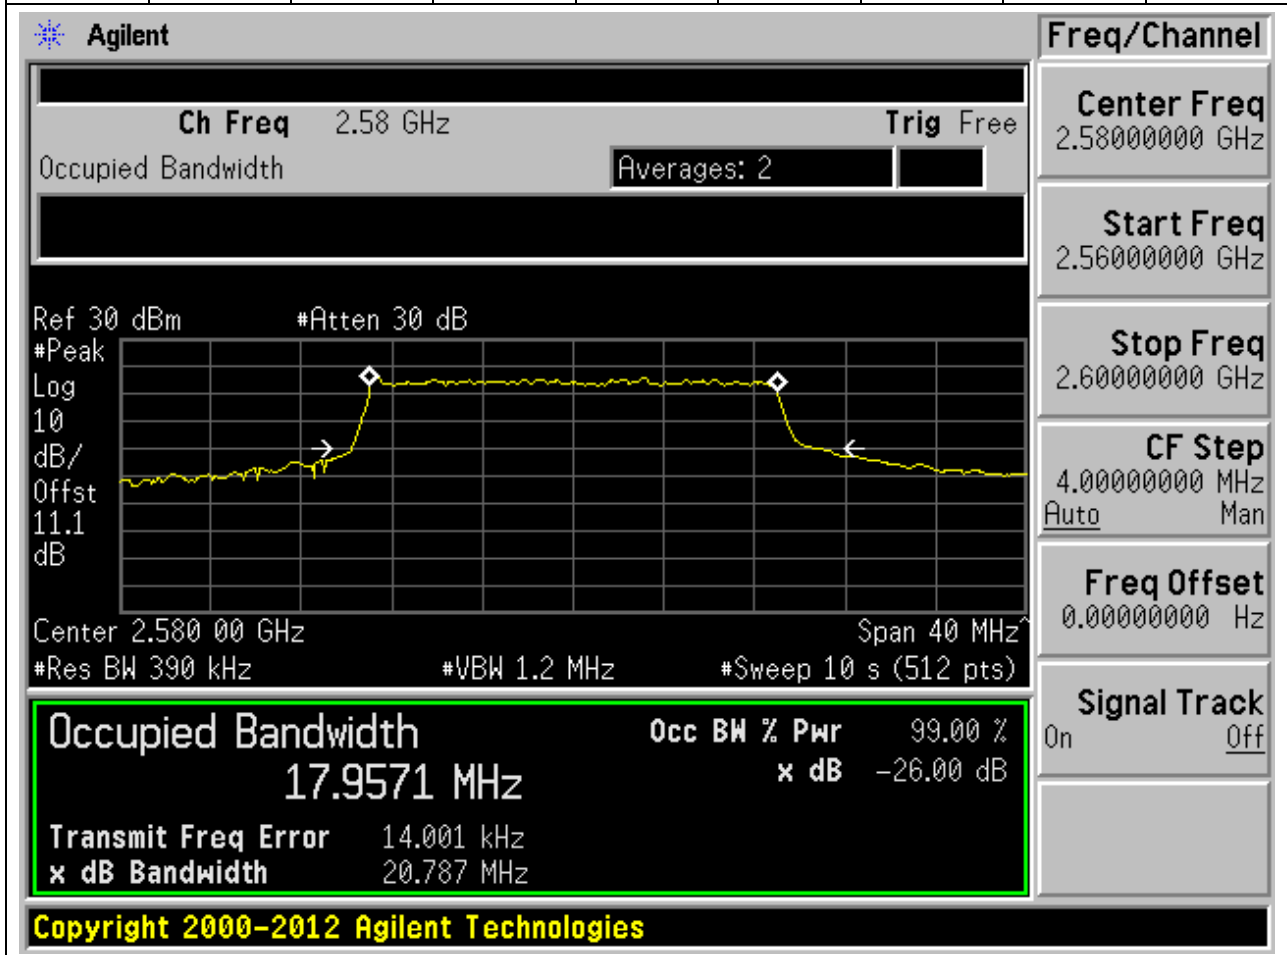 Agilent
Freq/Channel
Ch Freq 2.58 GHz Trig Free
Occupied Bandwidth Averages: 2
Center Freq
2.58000000 GHz
Start Freq
2.56000000 GHz
Stop Freq
2.60000000 GHz
CF Step
4.00000000 MHz
Auto Man
Freq Offset
0.00000000 Hz
Signal Track
On Off
Ref 30 dBm #Atten 30 dB
#Peak
Log
10
dB/
Offst
11.1
dB
Center 2.580 00 GHz Span 40 MHz^
#Res BW 390 kHz #VBW 1.2 MHz #Sweep 10 s (512 pts)
Occupied Bandwidth
17.9571 MHz
Occ BW % Pwr 99.00 %
x dB -26.00 dB
Transmit Freq Error 14.001 kHz
x dB Bandwidth 20.787 MHz
Copyright 2000-2012 Agilent Technologies